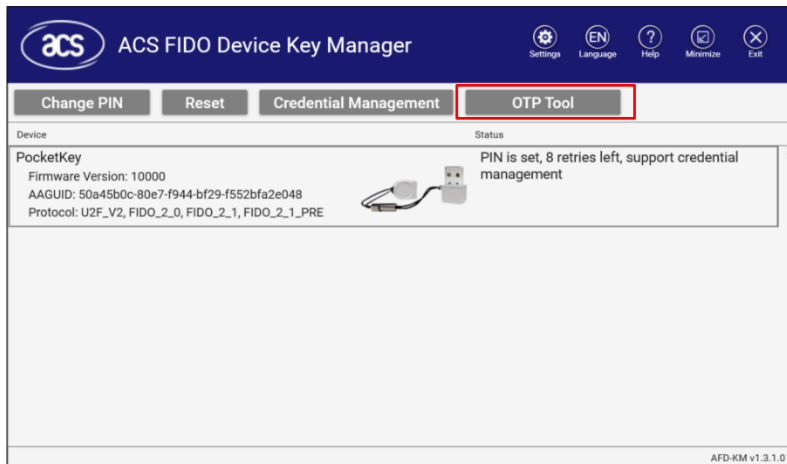 acs ACS FIDO Device Key Manager
Settings Language Help Minimize Exit
EN ?
Change PIN Reset Credential Management OTP Tool
Device Status
PocketKey
Firmware Version: 10000
AAGUID: 50a45b0c-80e7-f944-bf29-f552bfa2e048
Protocol: U2F_V2, FIDO_2_0, FIDO_2_1, FIDO_2_1_PRE
PIN is set, 8 retries left, support credential
management
AFD-KM v1.3.1.0